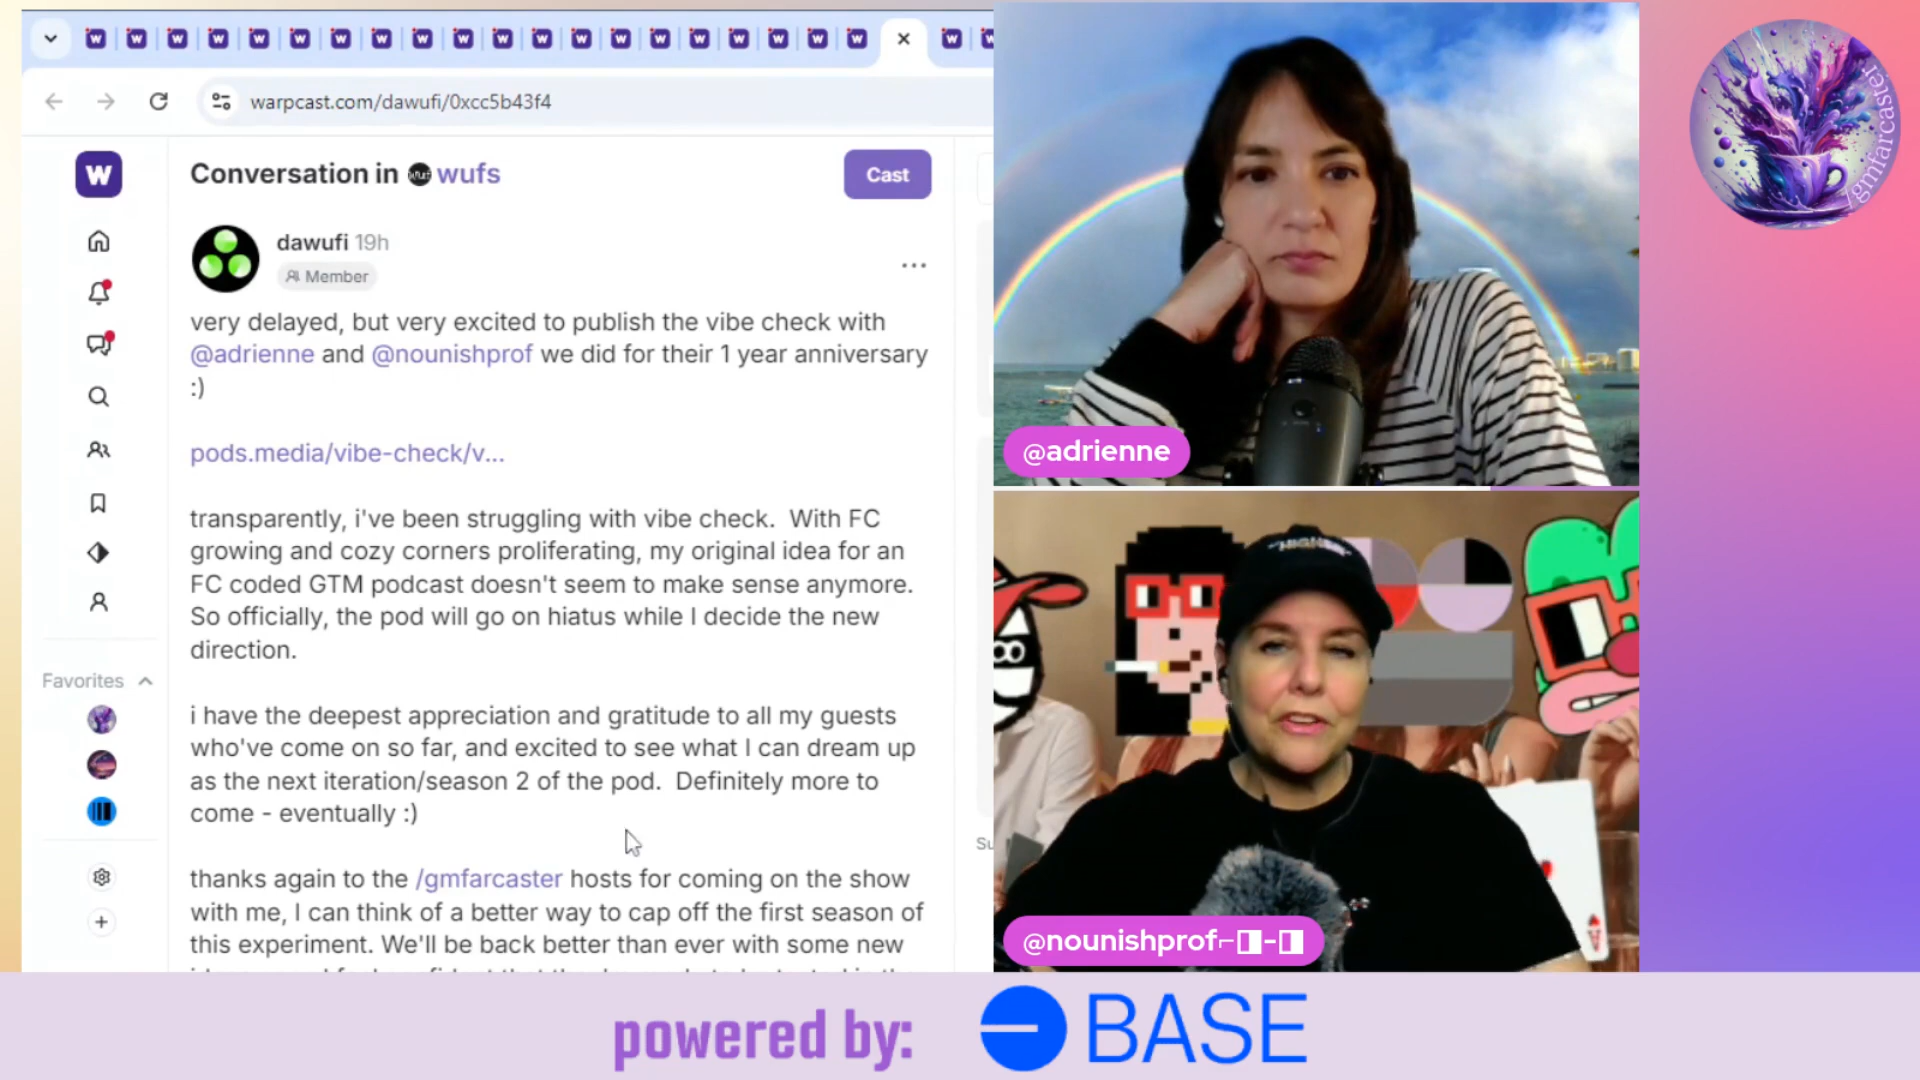 warpcast.com/dawufi/0xcc5b43f4
Conversation in wufs
Cast
dawufi 19h
Member
very delayed, but very excited to publish the vibe check with
@adrienne and @nounishprof we did for their 1 year anniversary
:)
pods.media/vibe-check/v...
transparently, i've been struggling with vibe check. With FC
growing and cozy corners proliferating, my original idea for an
FC coded GTM podcast doesn't seem to make sense anymore.
So officially, the pod will go on hiatus while I decide the new
direction.
i have the deepest appreciation and gratitude to all my guests
who've come on so far, and excited to see what I can dream up
as the next iteration/season 2 of the pod. Definitely more to
come - eventually :)
thanks again to the /gmfarcaster hosts for coming on the show
with me, I can think of a better way to cap off the first season of
this experiment. We'll be back better than ever with some new
Favorites
Su
@adrienne
@nounishprof⌐◨-◨
/gmfarcaster
powered by:
BASE